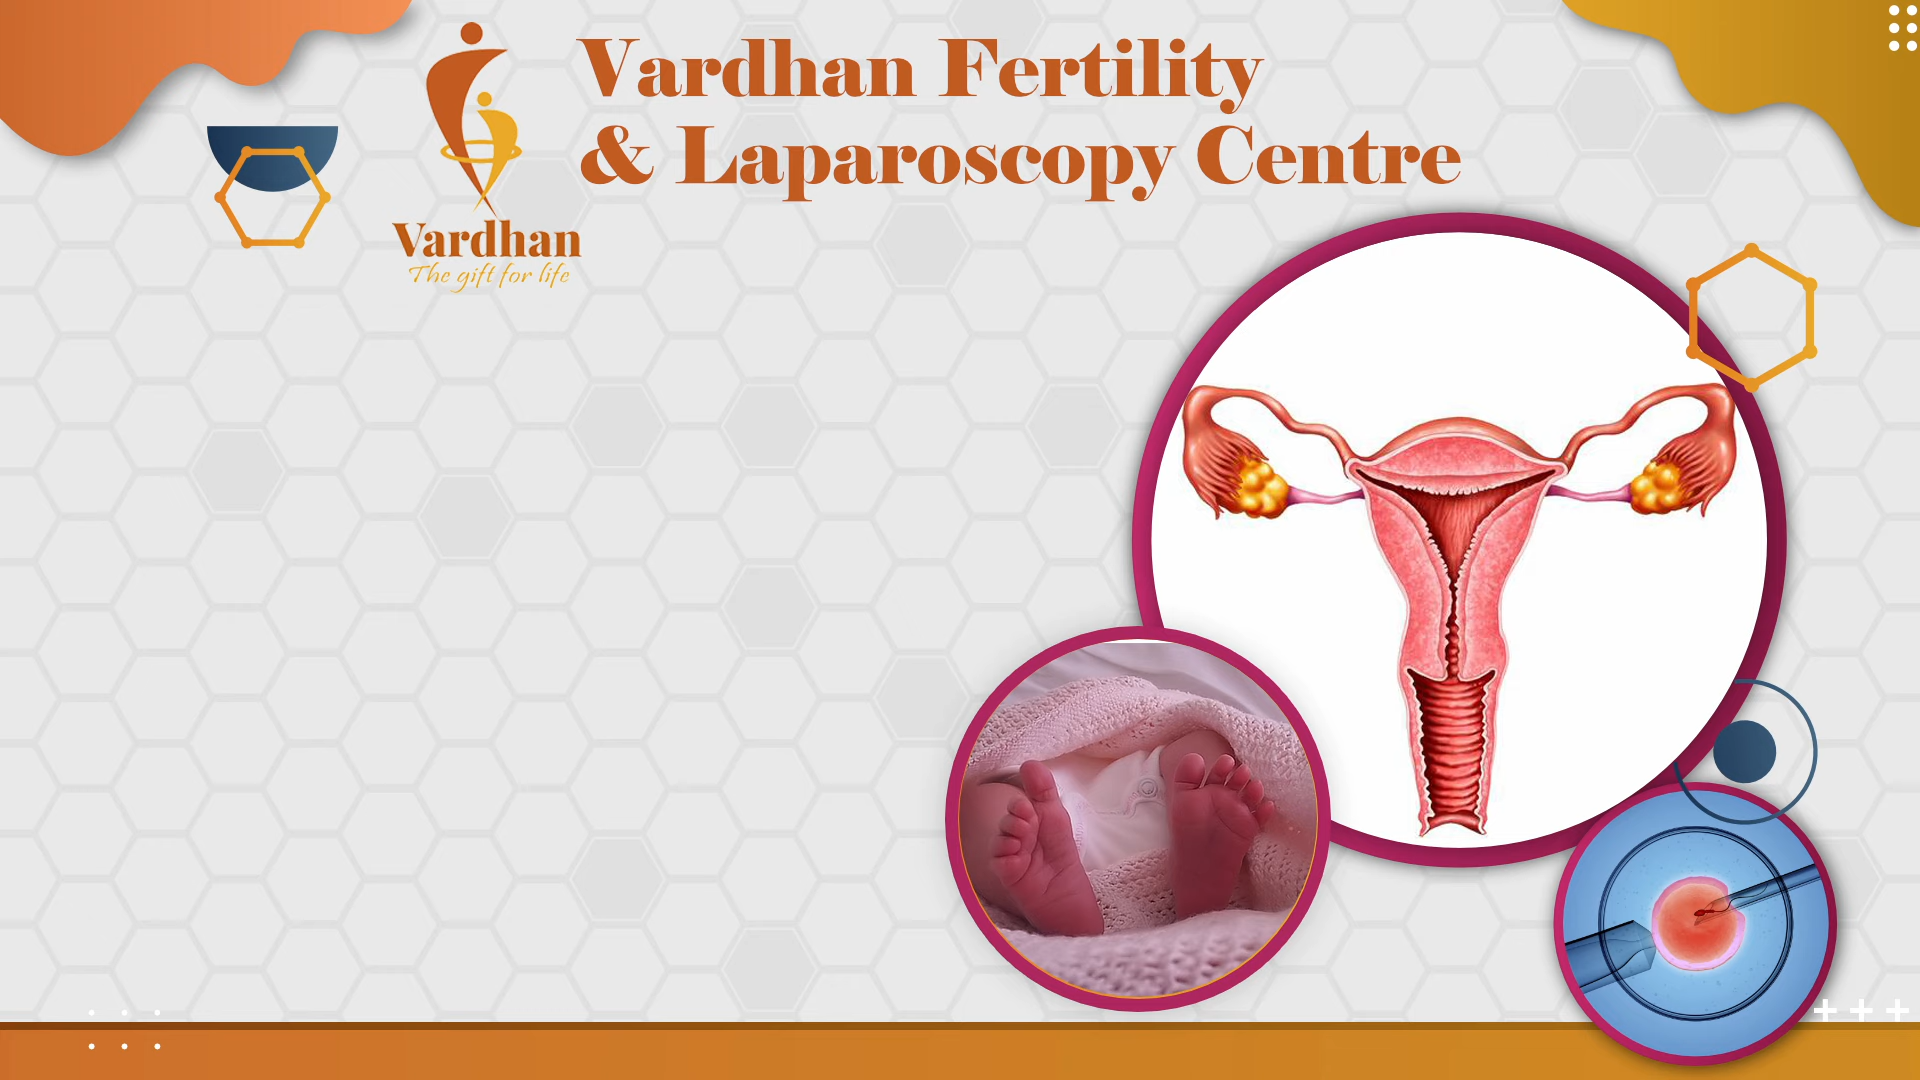 Vardhan Fertility
& Laparoscopy Centre
Vardhan
The gift for life